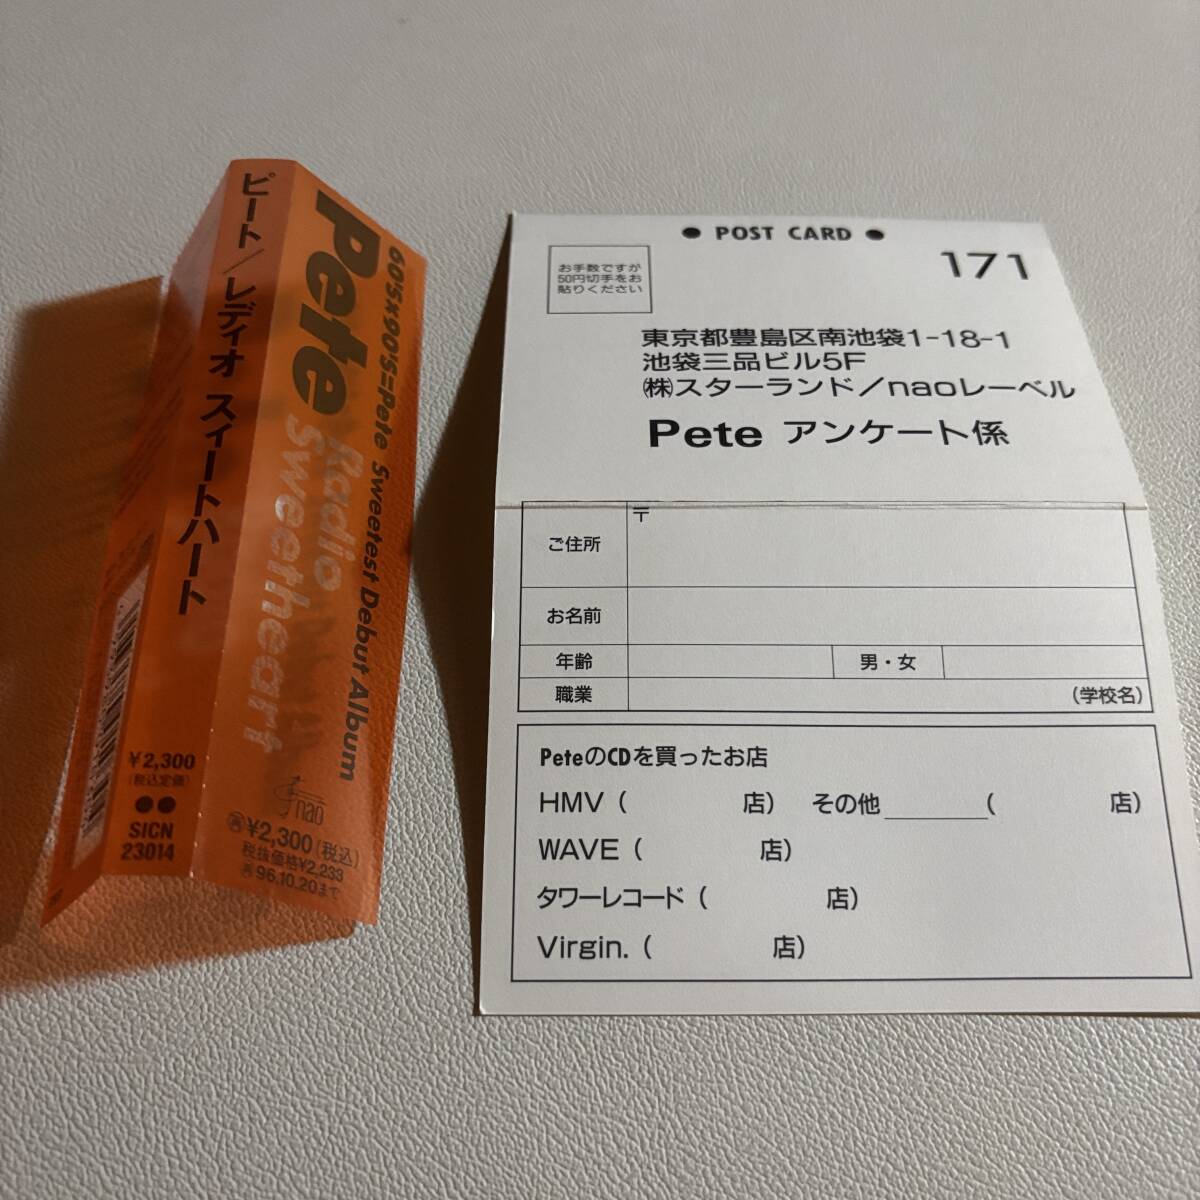 ピート/レディオ スィートハート
¥2,300
(税込定価)
SICN
23014
60'S×90'S=Pete Sweetest Debut Album
Pete
Radio
Sweetheart
nao
¥2,300(税込)
税抜価格¥2,233
96.10.20まで
● POST CARD ●
お手数ですが
50円切手をお
貼りください
171
東京都豊島区南池袋1-18-1
池袋三品ビル5F
㈱スターランド/naoレーベル
Pete アンケート係
ご住所 〒
お名前
年齢 男・女
職業 (学校名)
PeteのCDを買ったお店
HMV ( 店) その他______( 店)
WAVE ( 店)
タワーレコード ( 店)
Virgin. ( 店)